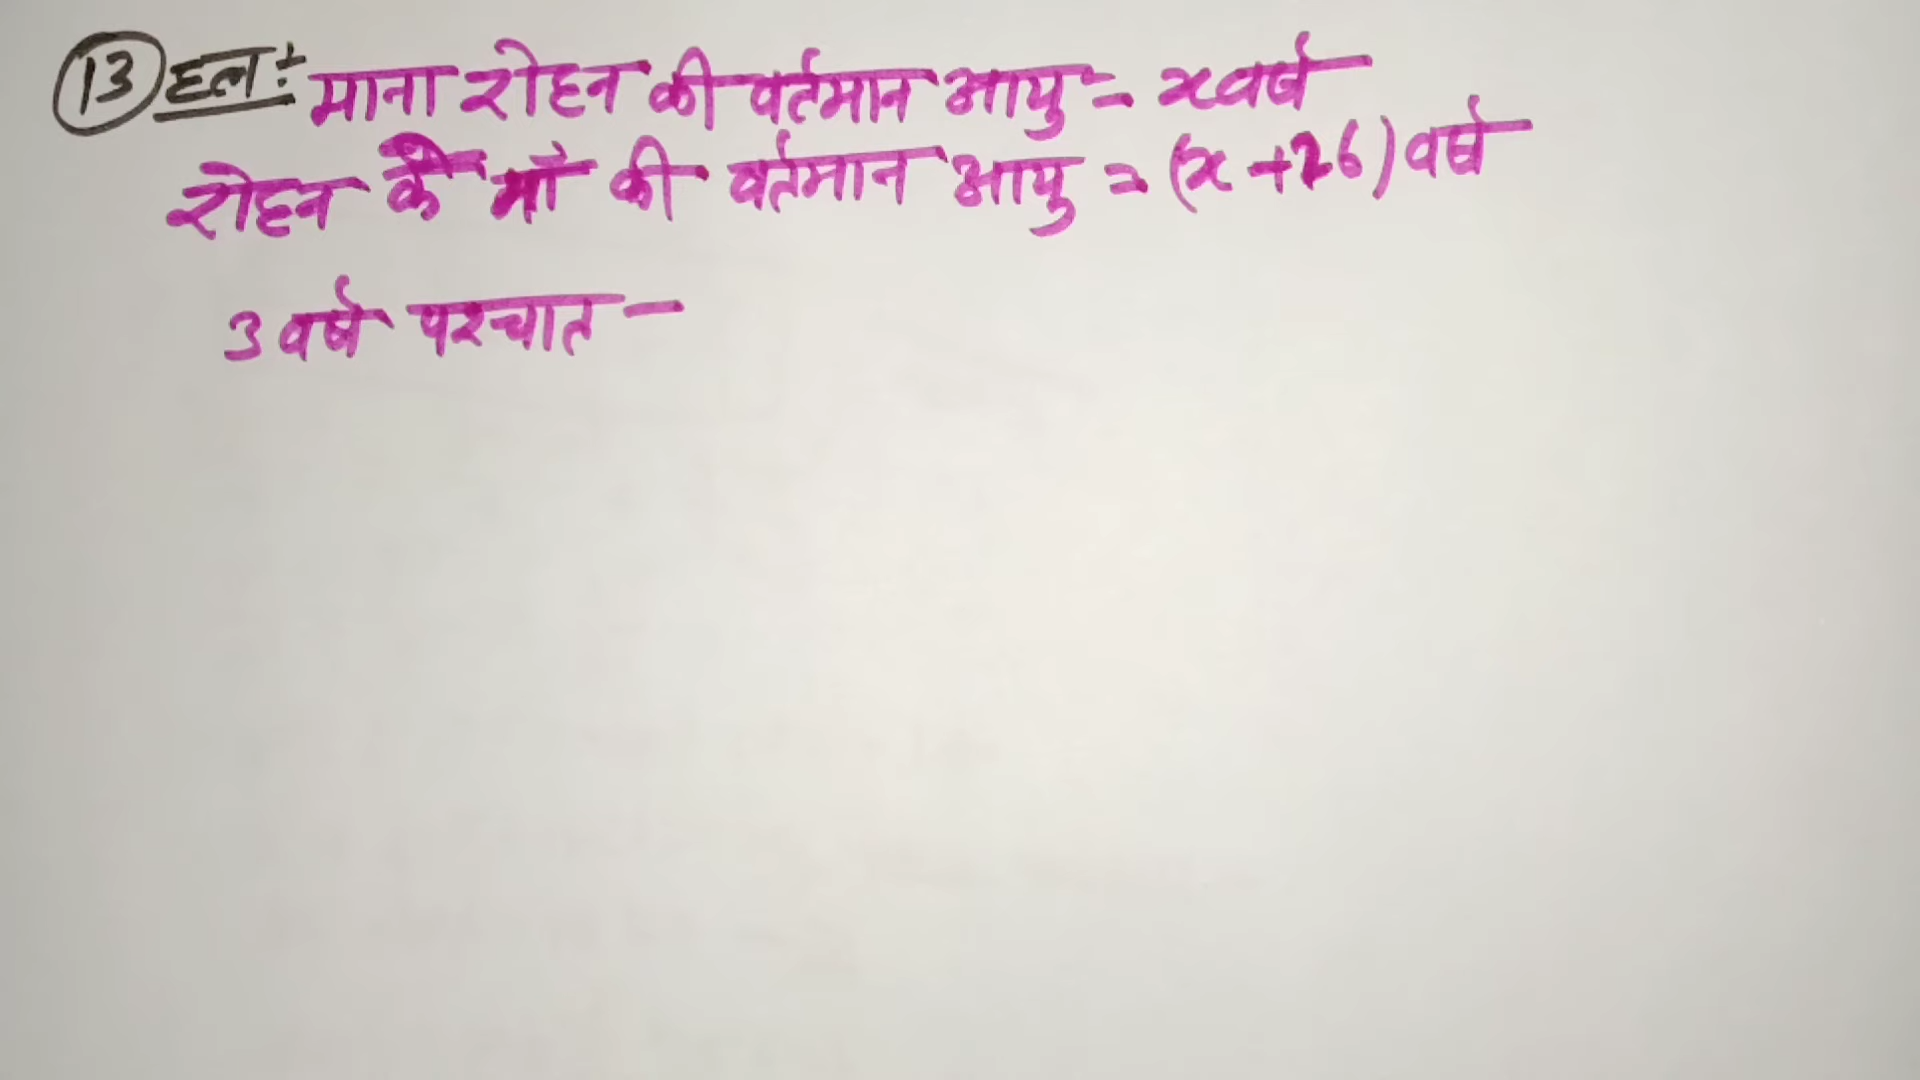 13 हल :- माना रोहन की वर्तमान आयु = x वर्ष
रोहन के माँ की वर्तमान आयु = (x + 26) वर्ष
3 वर्ष पश्चात -